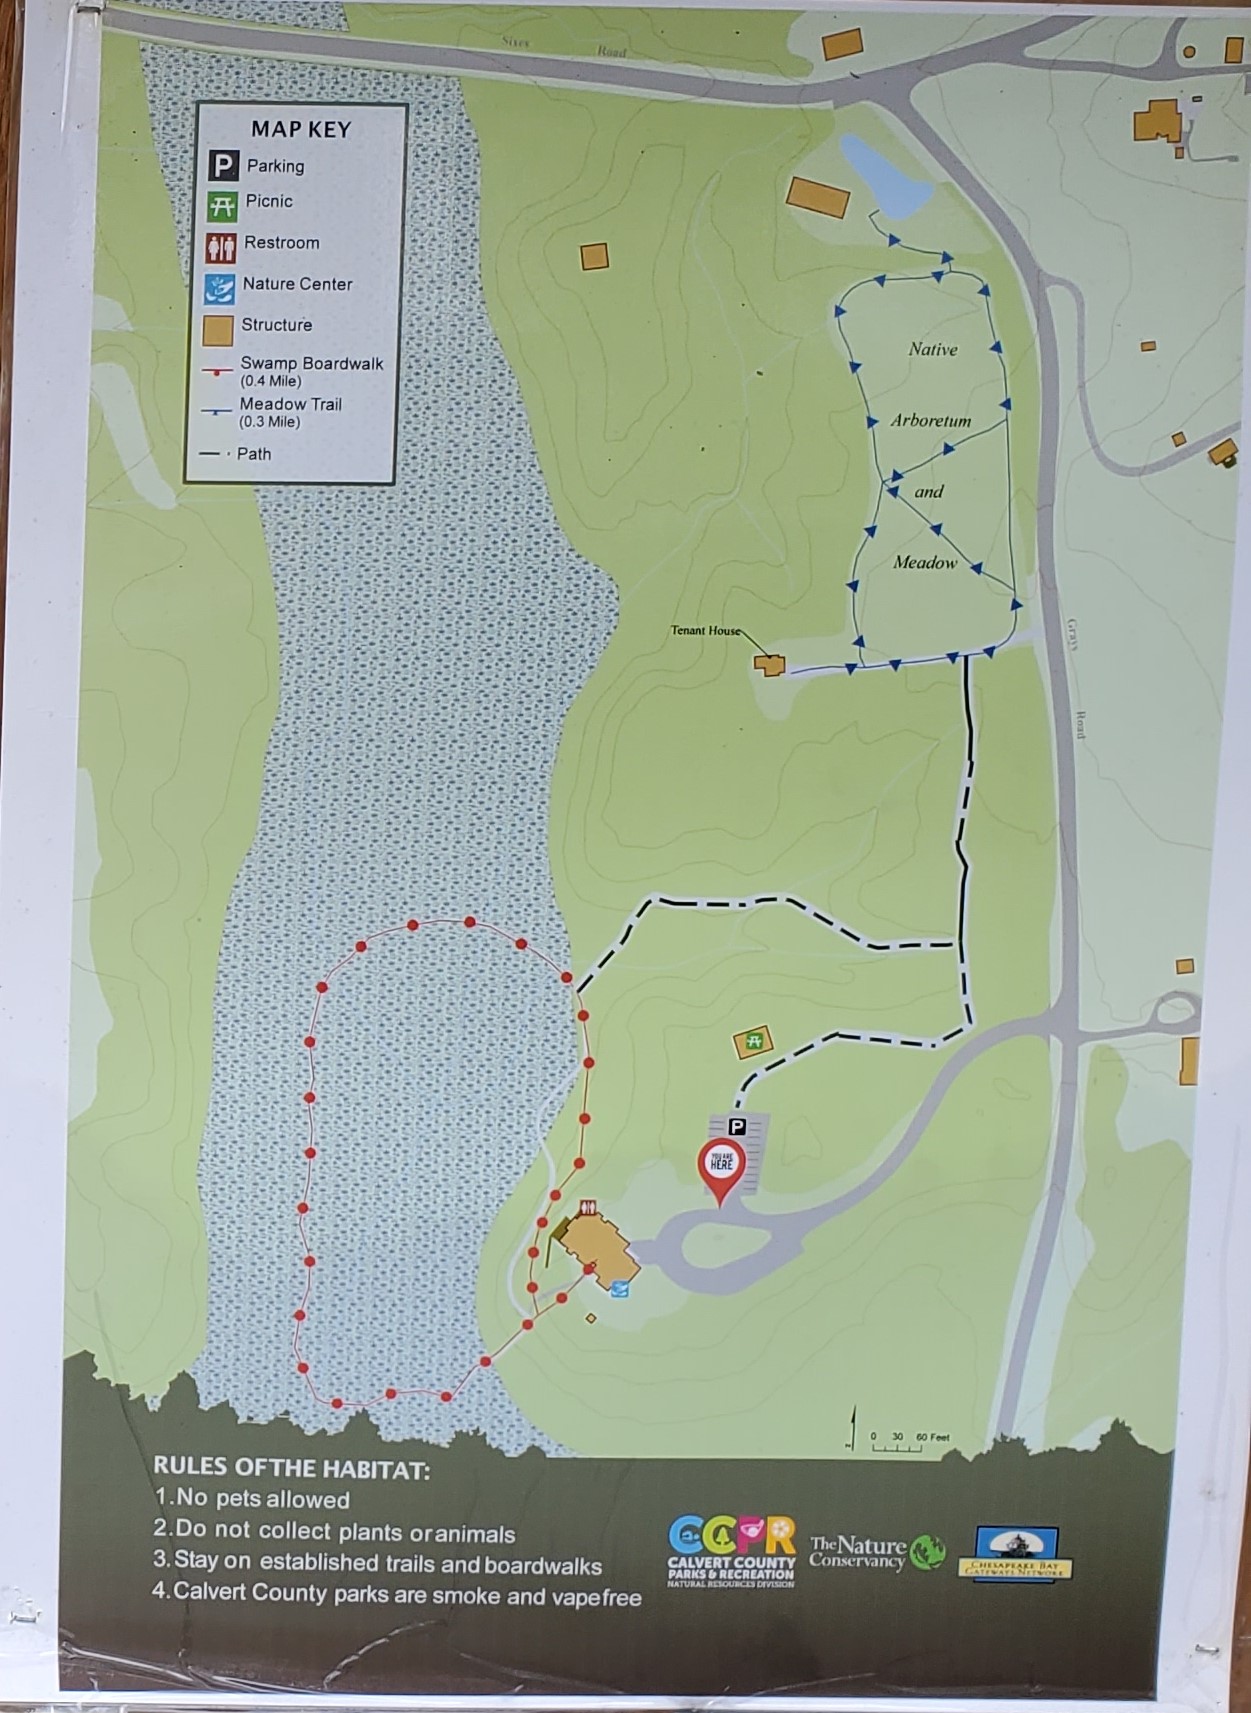 Sixes Road
MAP KEY
P Parking
Picnic
Restroom
Nature Center
Structure
Swamp Boardwalk
(0.4 Mile)
Meadow Trail
(0.3 Mile)
Path
Native
Arboretum
and
Meadow
Tenant House
Grays Road
P
YOU ARE
HERE
N
0 30 60 Feet
RULES OF THE HABITAT:
1.No pets allowed
2.Do not collect plants or animals
3.Stay on established trails and boardwalks
4.Calvert County parks are smoke and vape free
CCPR
CALVERT COUNTY
PARKS & RECREATION
NATURAL RESOURCES DIVISION
The Nature
Conservancy
CHESAPEAKE BAY
GATEWAYS NETWORK